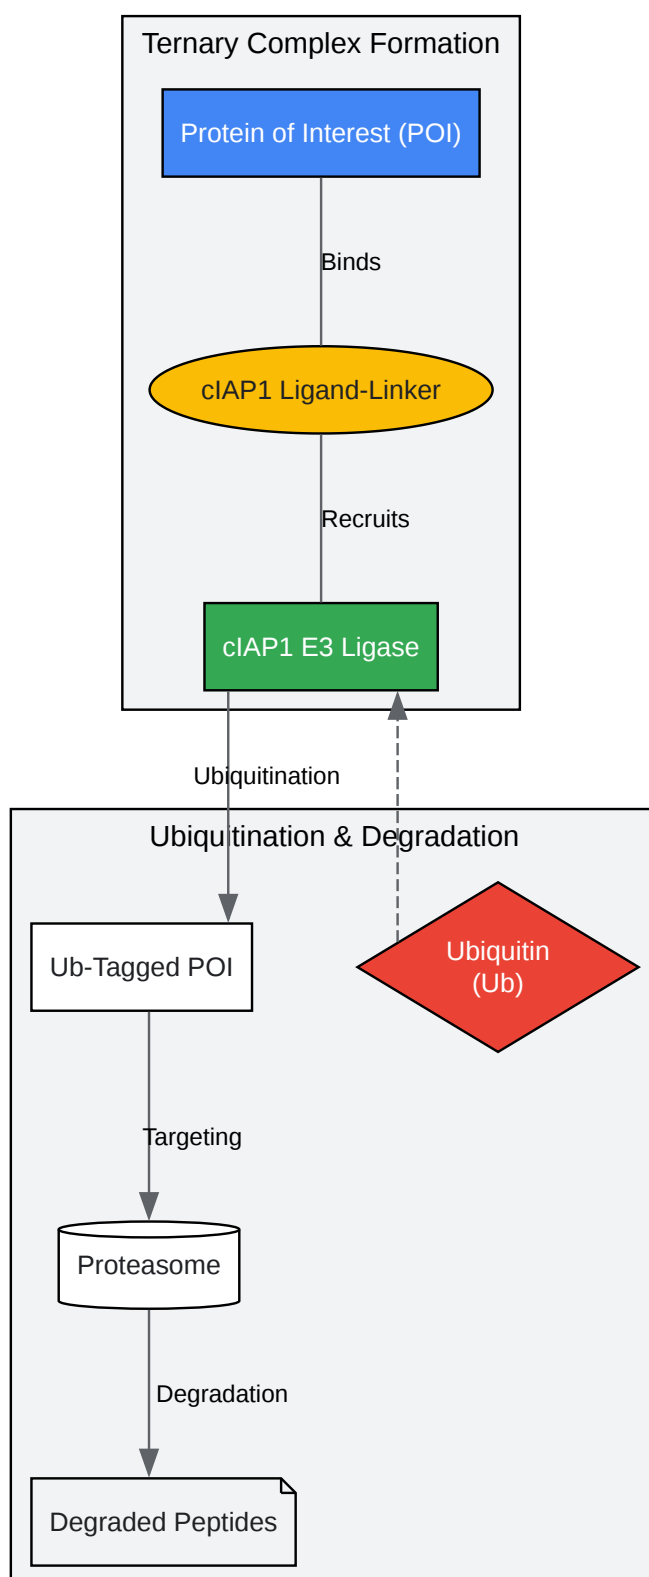 Ternary Complex Formation
Protein of Interest (POI)
Binds
cIAP1 Ligand-Linker
Recruits
cIAP1 E3 Ligase
Ubiquitination
Ubiquitination & Degradation
Ub-Tagged POI
Ubiquitin
(Ub)
Targeting
Proteasome
Degradation
Degraded Peptides